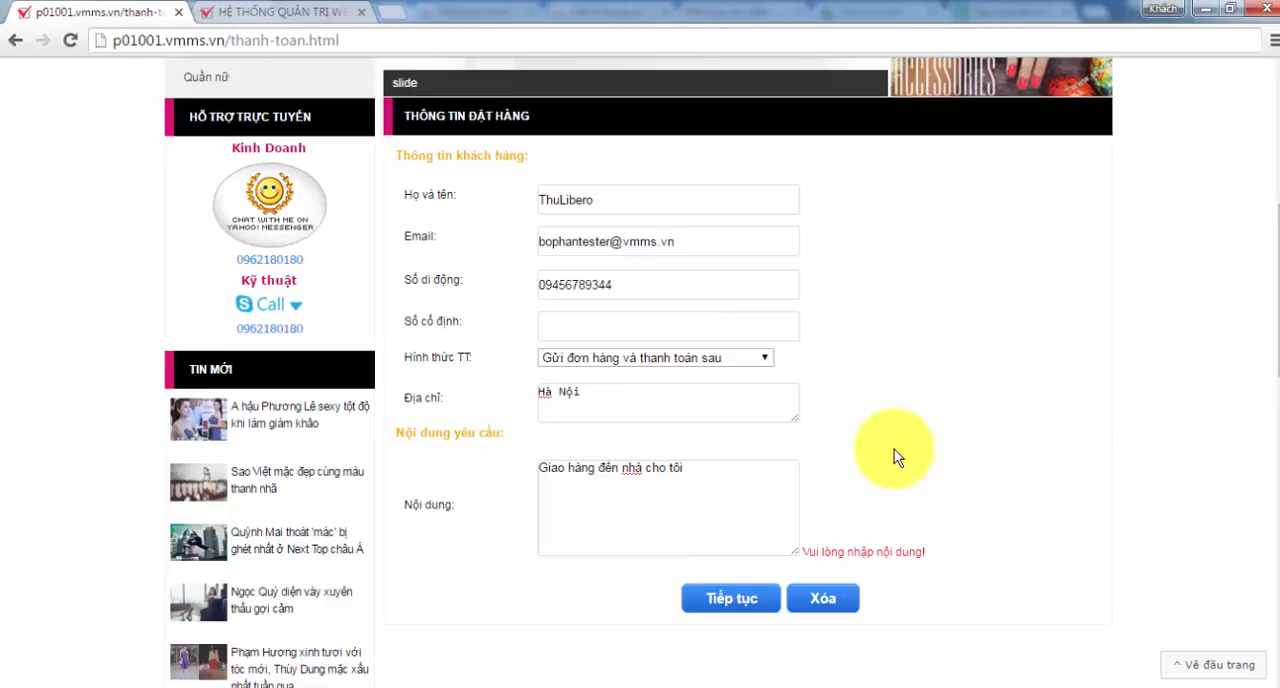 p01001.vmms.vn/thanh-to
HỆ THỐNG QUẢN TRỊ WE
Khách
p01001.vmms.vn/thanh-toan.html
Quần nữ
HỖ TRỢ TRỰC TUYẾN
Kinh Doanh
CHAT WITH ME ON
YAHOO! MESSENGER
0962180180
Kỹ thuật
Call
0962180180
TIN MỚI
Á hậu Phương Lê sexy tột độ
khi làm giám khảo
Sao Việt mặc đẹp cùng màu
thanh nhã
Quỳnh Mai thoát 'mác' bị
ghét nhất ở Next Top châu Á
Ngọc Quý diện váy xuyên
thấu gợi cảm
Phạm Hương xinh tươi với
tóc mới, Thùy Dung mặc xấu
nhất tuần qua
slide
ACCESSORIES
THÔNG TIN ĐẶT HÀNG
Thông tin khách hàng:
Họ và tên:
ThuLibero
Email:
bophantester@vmms.vn
Số di động:
09456789344
Số cố định:
Hình thức TT:
Gửi đơn hàng và thanh toán sau
Địa chỉ:
Hà Nội
Nội dung yêu cầu:
Giao hàng đến nhà cho tôi
Nội dung:
Vui lòng nhập nội dung!
Tiếp tục
Xóa
^ Về đầu trang